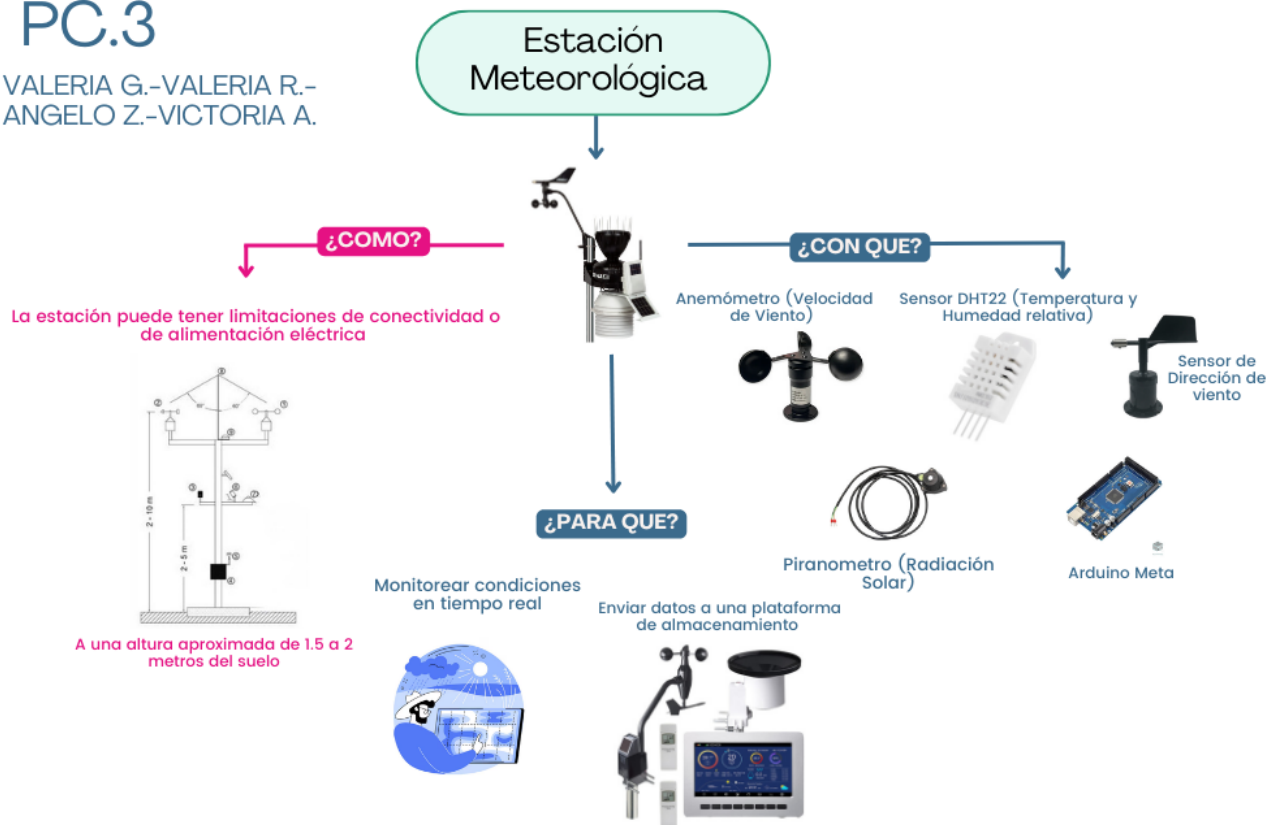 PC.3
VALERIA G.-VALERIA R.-
ANGELO Z.-VICTORIA A.
Estación
Meteorológica
¿COMO?
La estación puede tener limitaciones de conectividad o
de alimentación eléctrica
2 - 10 m
2 - 5 m
A una altura aproximada de 1.5 a 2
metros del suelo
¿CON QUE?
Anemómetro (Velocidad
de Viento)
Sensor DHT22 (Temperatura y
Humedad relativa)
Sensor de
Dirección de
viento
Piranometro (Radiación
Solar)
Arduino Meta
¿PARA QUE?
Monitorear condiciones
en tiempo real
Enviar datos a una plataforma
de almacenamiento